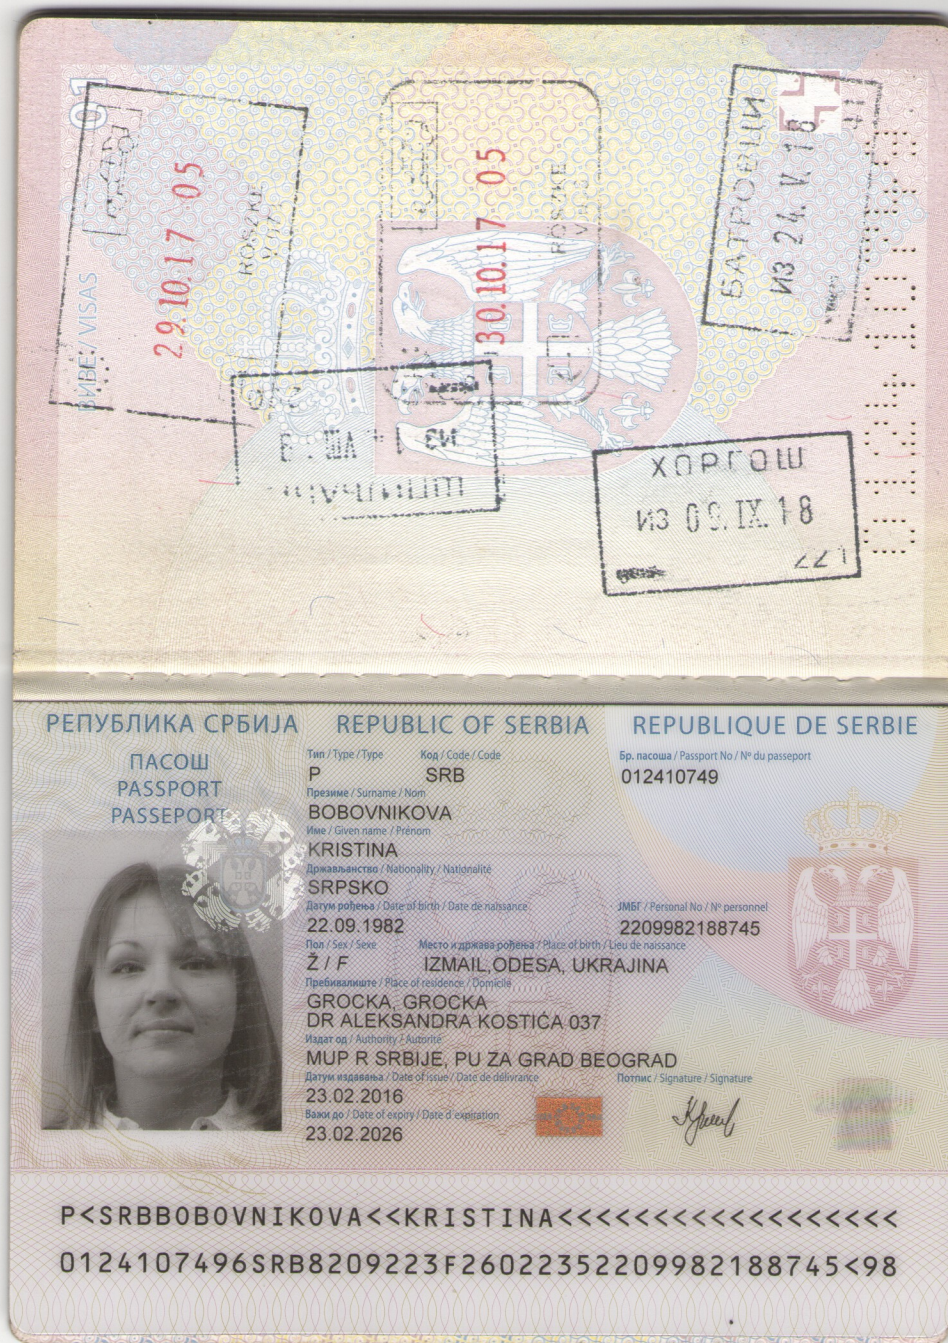 01
ВИЗЕ / VISAS
29.10.17 05
RÖSZKE
30.10.17 05
RÖSZKE
БАТРОВЦИ
ИЗ 24. V. 18
ИЗ
ХОРГОШ
ИЗ 09. IX. 18
РЕПУБЛИКА СРБИЈА REPUBLIC OF SERBIA REPUBLIQUE DE SERBIE
ПАСОШ
PASSPORT
PASSEPORT
Тип / Type / Type Код / Code / Code Бр. пасоша / Passport No / Nº du passeport
P SRB 012410749
Презиме / Surname / Nom
BOBOVNIKOVA
Име / Given name / Prénom
KRISTINA
Држављанство / Nationality / Nationalité
SRPSKO
Датум рођења / Date of birth / Date de naissance ЈМБГ / Personal No / Nº personnel
22.09.1982 2209982188745
Пол / Sex / Sexe Место и држава рођења / Place of birth / Lieu de naissance
Ž / F IZMAIL,ODESA, UKRAJINA
Пребивалиште / Place of residence / Domicile
GROCKA, GROCKA
DR ALEKSANDRA KOSTIĆA 037
Издат од / Authority / Autorité
MUP R SRBIJE, PU ZA GRAD BEOGRAD
Датум издавања / Date of issue / Date de délivrance Потпис / Signature / Signature
23.02.2016
Важи до / Date of expiry / Date d'expiration
23.02.2026
P<SRBBOBOVNIKOVA<<KRISTINA<<<<<<<<<<<<<<<<<<
0124107496SRB8209223F26022352209982188745<98